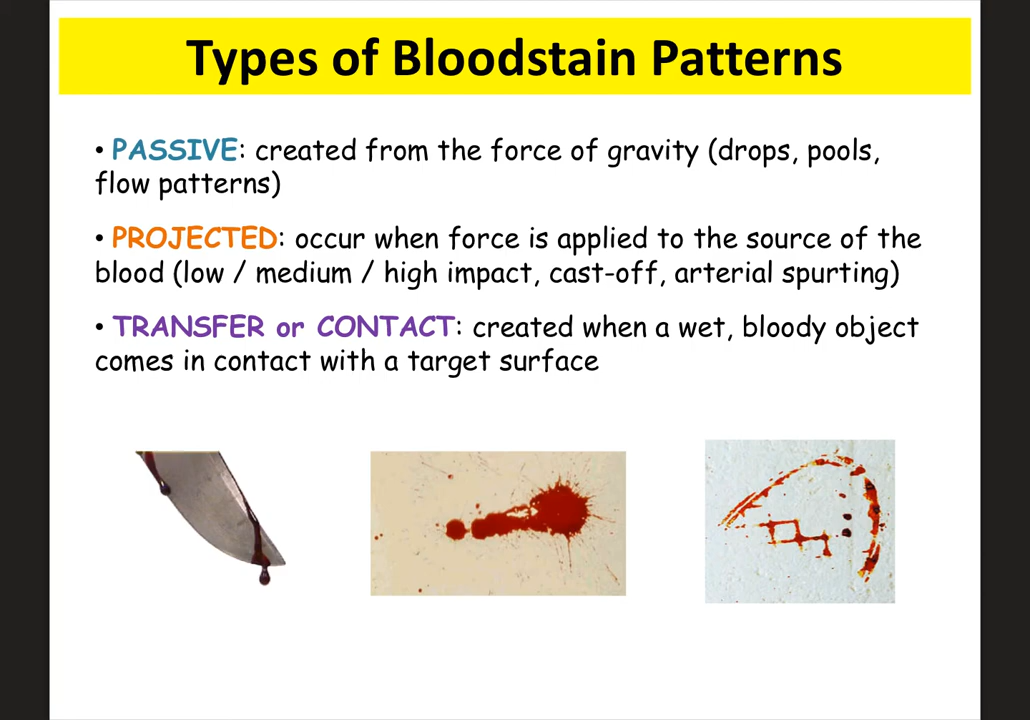 Types of Bloodstain Patterns
• PASSIVE: created from the force of gravity (drops, pools,
flow patterns)
• PROJECTED: occur when force is applied to the source of the
blood (low / medium / high impact, cast-off, arterial spurting)
• TRANSFER or CONTACT: created when a wet, bloody object
comes in contact with a target surface